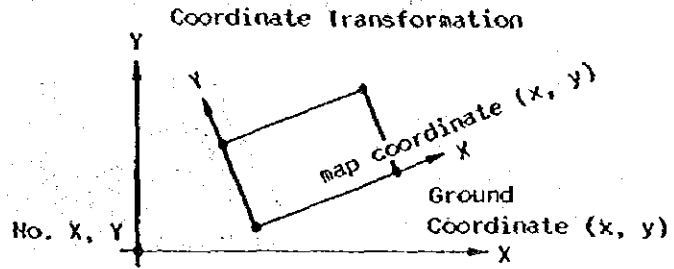 Coordinate Transformation
Y
Y
map coordinate (x, y)
X
Ground
Coordinate (x, y)
No. X, Y
X